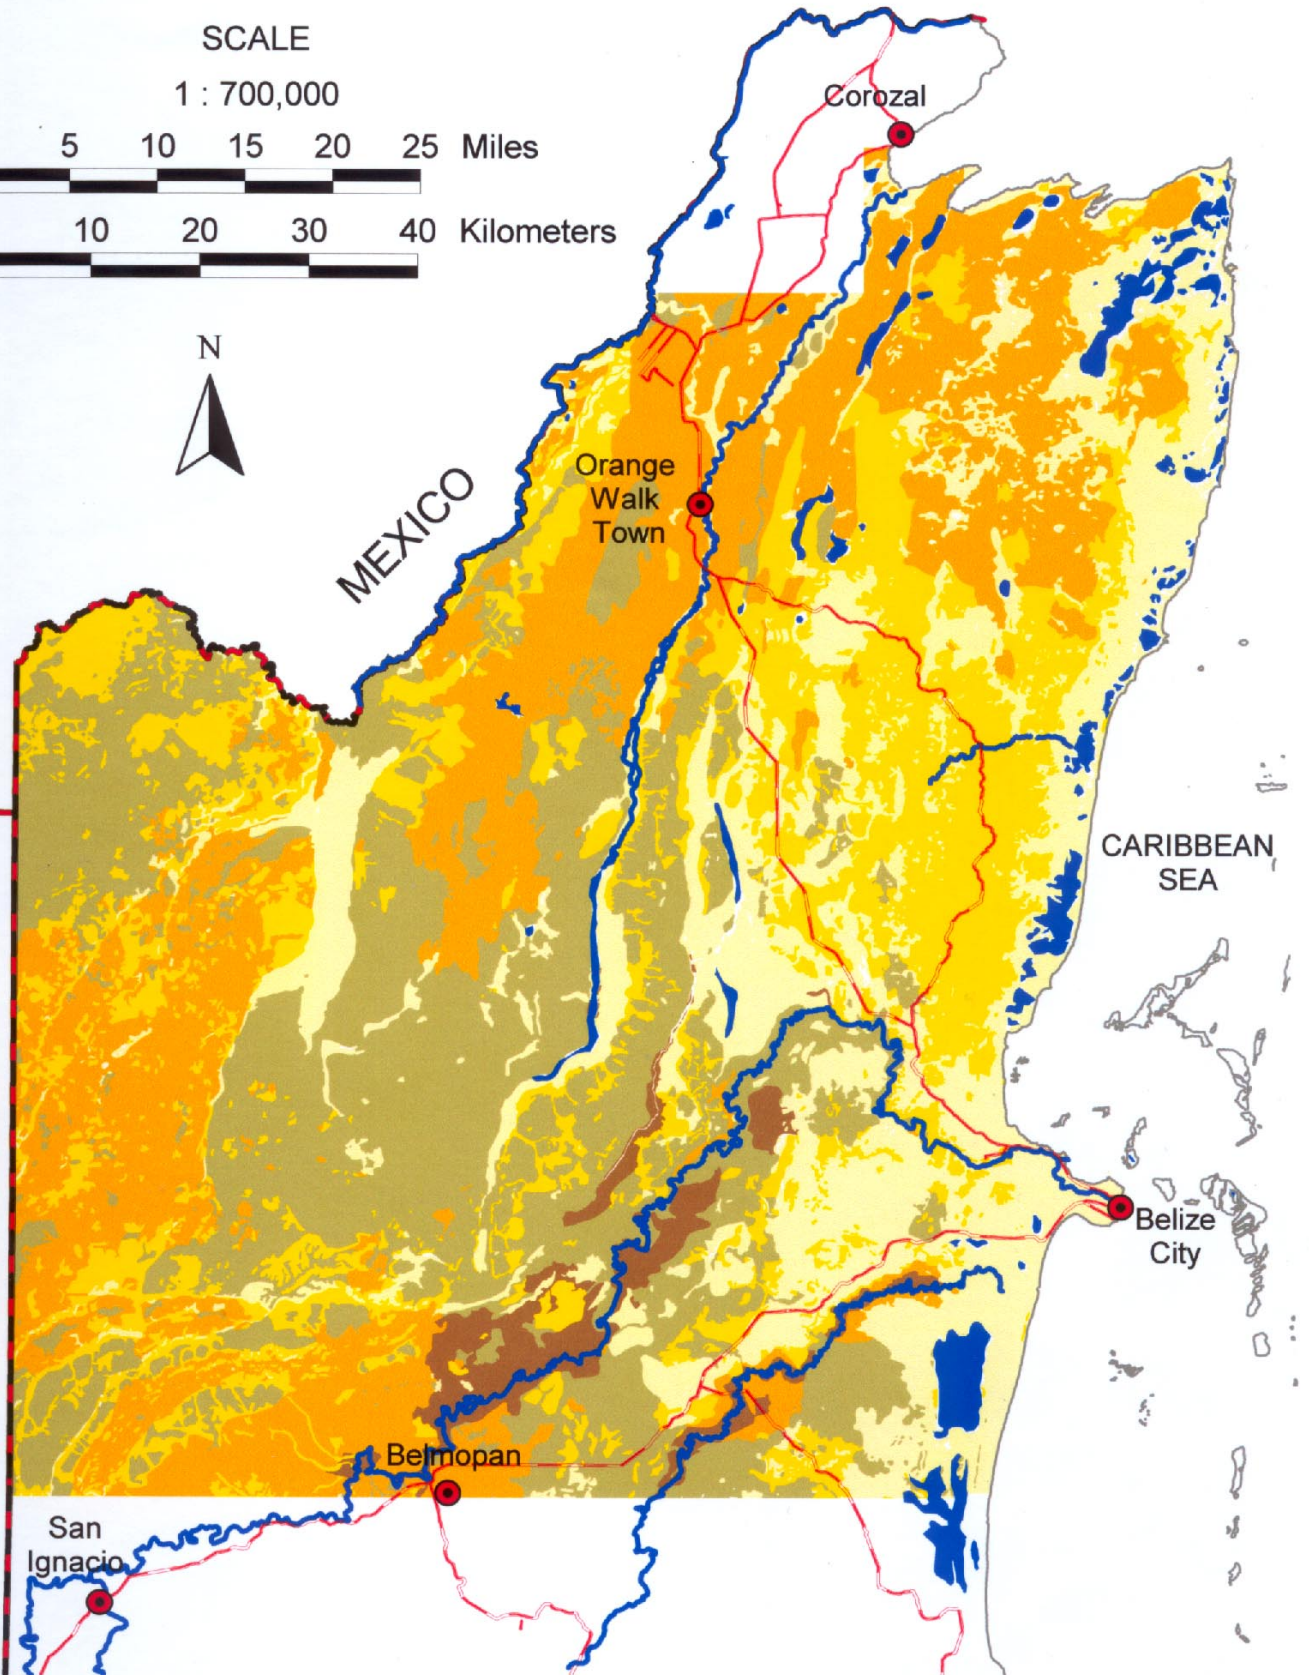 SCALE
1 : 700,000
5 10 15 20 25 Miles
10 20 30 40 Kilometers
N
Corozal
MEXICO
Orange
Walk
Town
CARIBBEAN
SEA
Belize
City
Belmopan
San
Ignacio